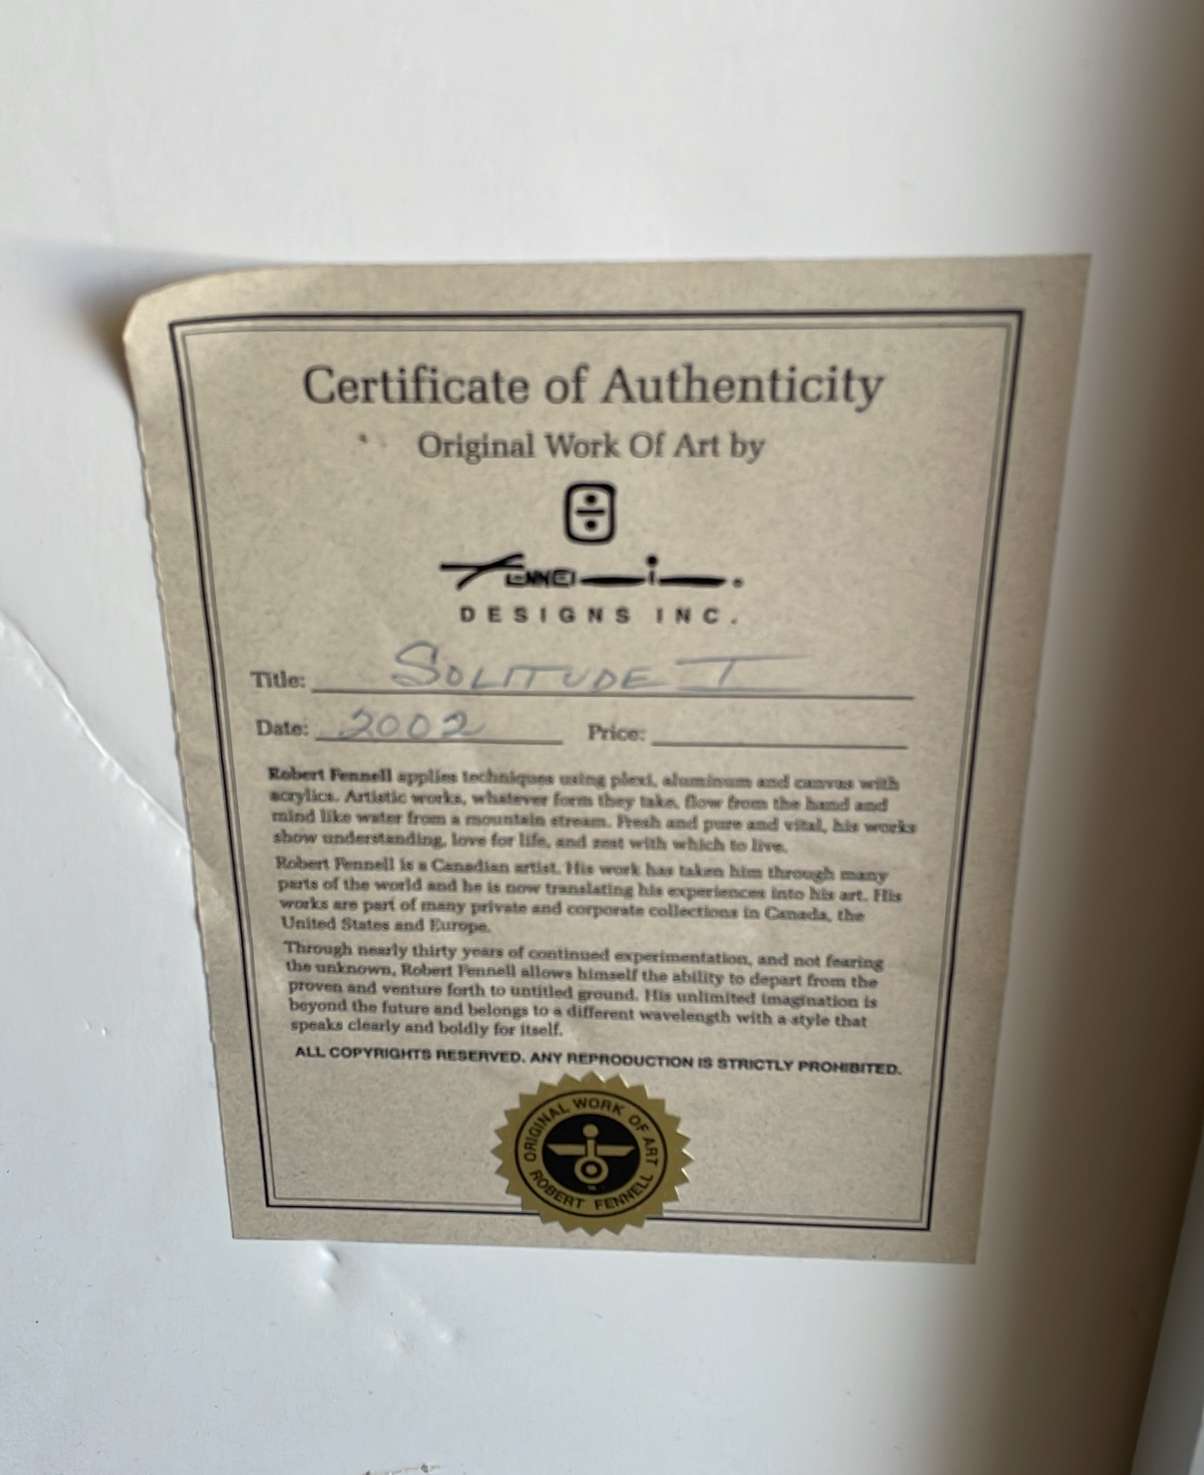 Certificate of Authenticity
Original Work Of Art by
FENNELL
DESIGNS INC.
Title: SOLITUDE I
Date: 2002 Price:
Robert Fennell applies techniques using plexi, aluminum and canvas with
acrylics. Artistic works, whatever form they take, flow from the hand and
mind like water from a mountain stream. Fresh and pure and vital, his works
show understanding, love for life, and zest with which to live.
Robert Fennell is a Canadian artist. His work has taken him through many
parts of the world and he is now translating his experiences into his art. His
works are part of many private and corporate collections in Canada, the
United States and Europe.
Through nearly thirty years of continued experimentation, and not fearing
the unknown, Robert Fennell allows himself the ability to depart from the
proven and venture forth to untitled ground. His unlimited imagination is
beyond the future and belongs to a different wavelength with a style that
speaks clearly and boldly for itself.
ALL COPYRIGHTS RESERVED. ANY REPRODUCTION IS STRICTLY PROHIBITED.
ORIGINAL WORK OF ART
ROBERT FENNELL